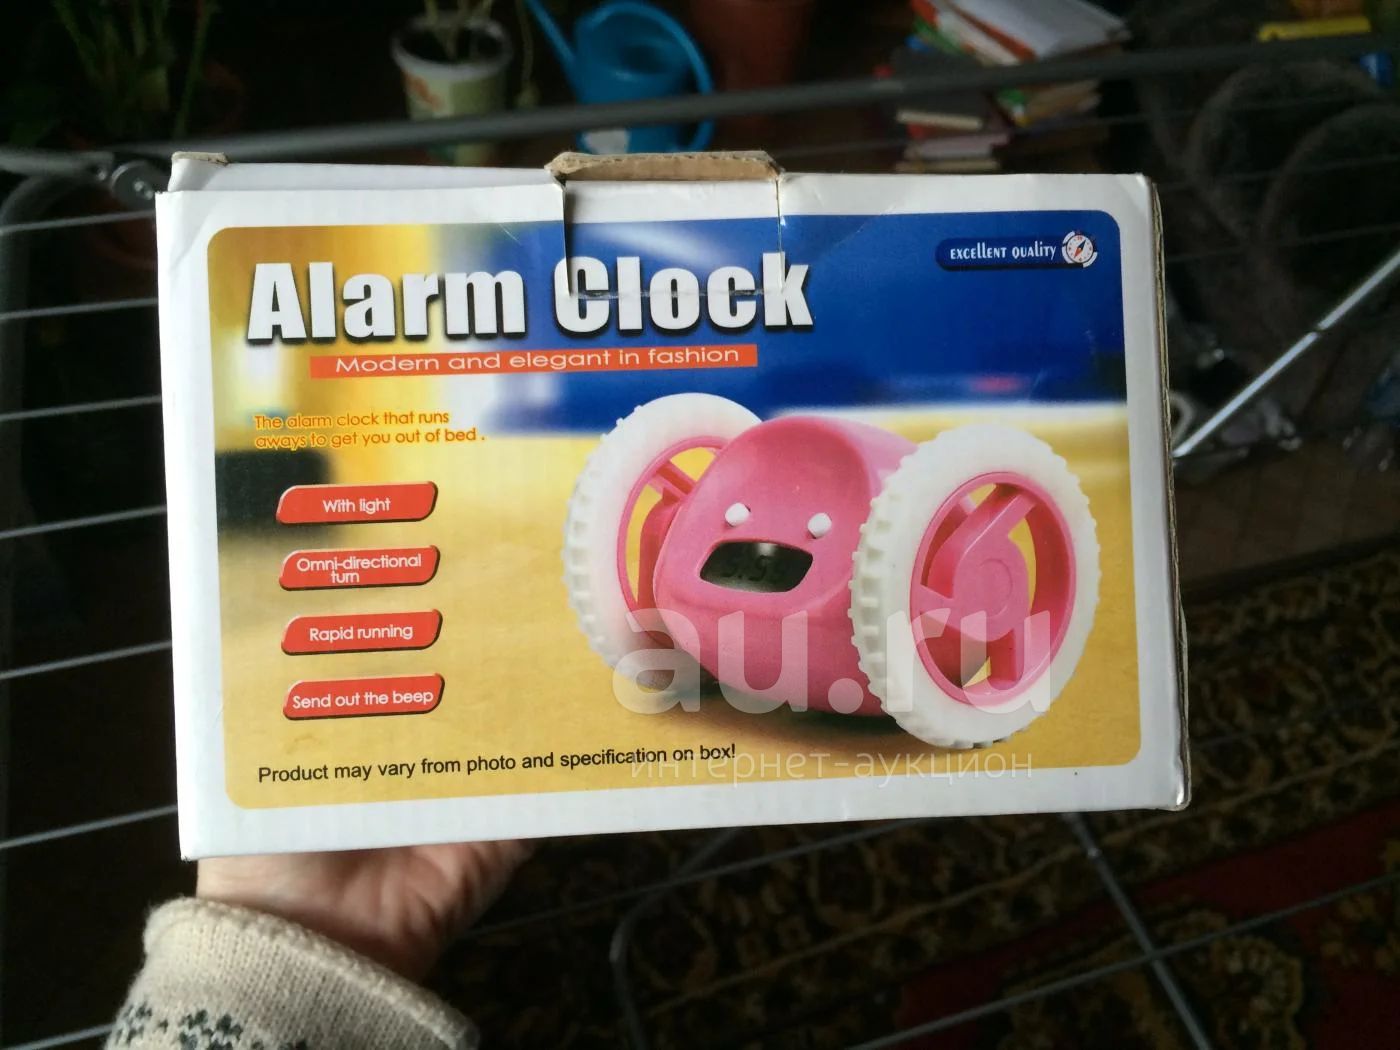 EXCELLENT QUALITY
Alarm Clock
Modern and elegant in fashion
The alarm clock that runs
aways to get you out of bed .
With light
Omni-directional
turn
Rapid running
Send out the beep
Product may vary from photo and specification on box!
au.ru
интернет-аукцион